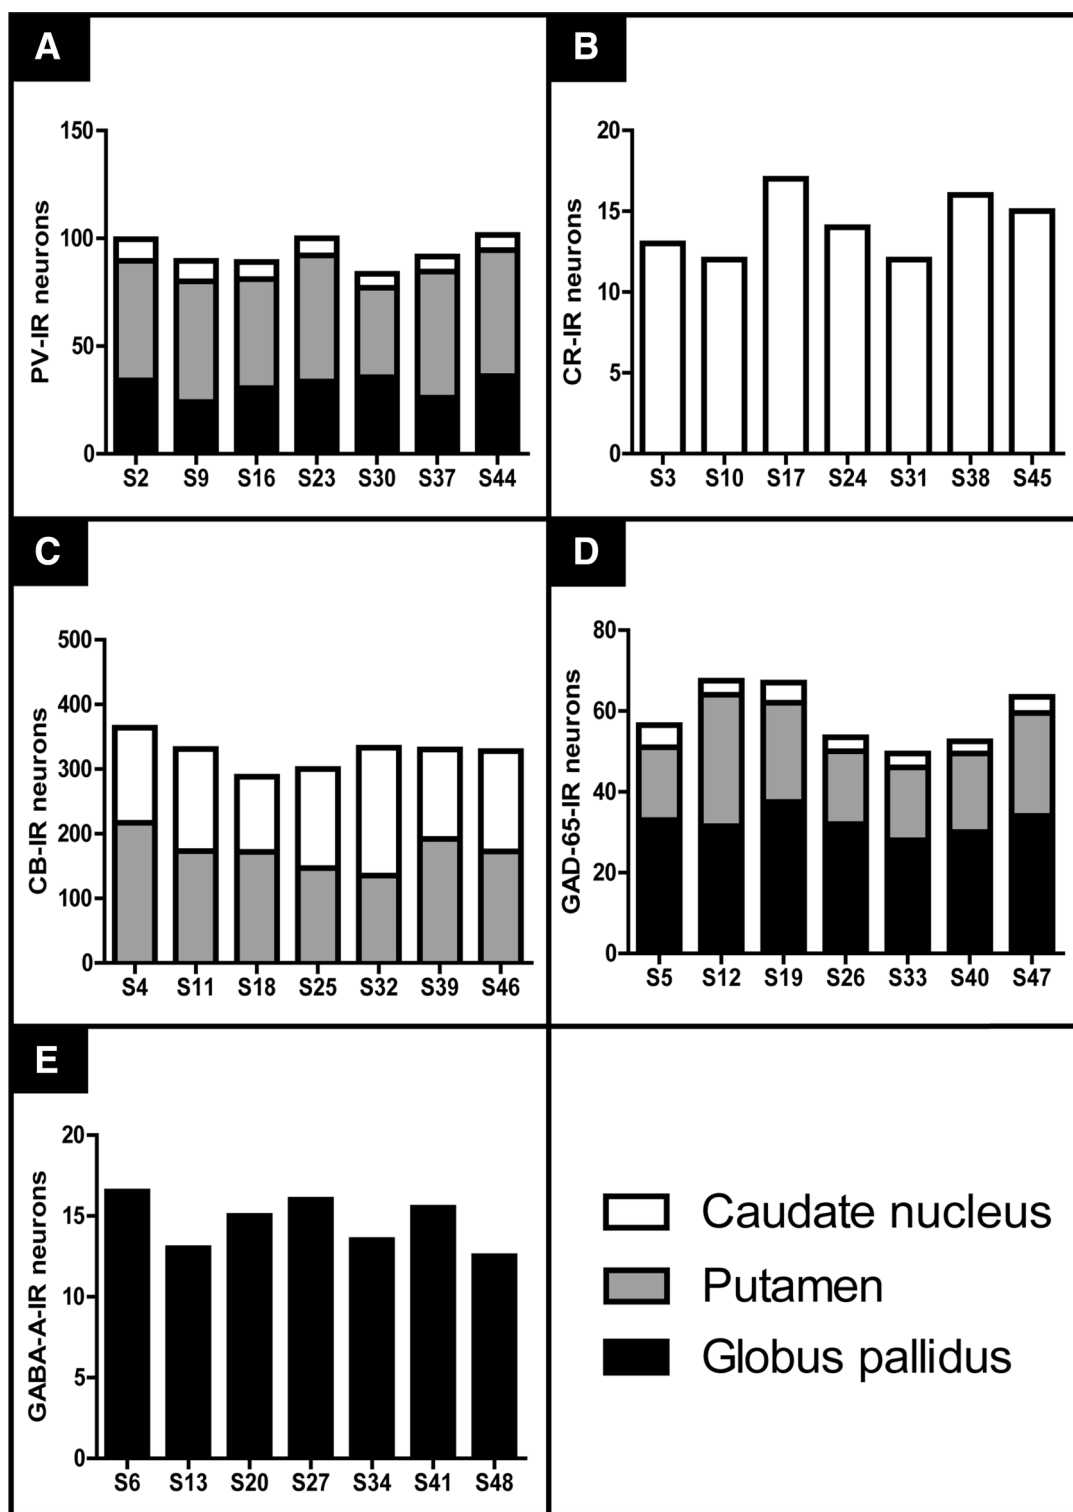 A
150
100
50
0
PV-IR neurons
S2 S9 S16 S23 S30 S37 S44
B
20
15
10
5
0
CR-IR neurons
S3 S10 S17 S24 S31 S38 S45
C
500
400
300
200
100
0
CB-IR neurons
S4 S11 S18 S25 S32 S39 S46
D
80
60
40
20
0
GAD-65-IR neurons
S5 S12 S19 S26 S33 S40 S47
E
20
15
10
5
0
GABA-A-IR neurons
S6 S13 S20 S27 S34 S41 S48
Caudate nucleus
Putamen
Globus pallidus